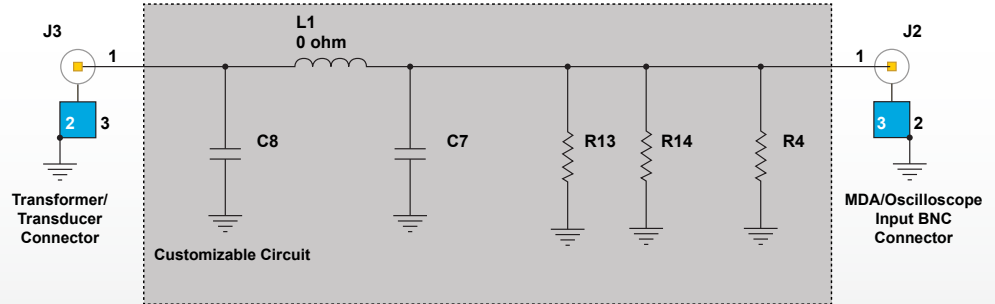 L1
0 ohm
J3
J2
1
1
2
3
3
2
C8
C7
R13
R14
R4
Transformer/
Transducer
Connector
MDA/Oscilloscope
Input BNC
Connector
Customizable Circuit